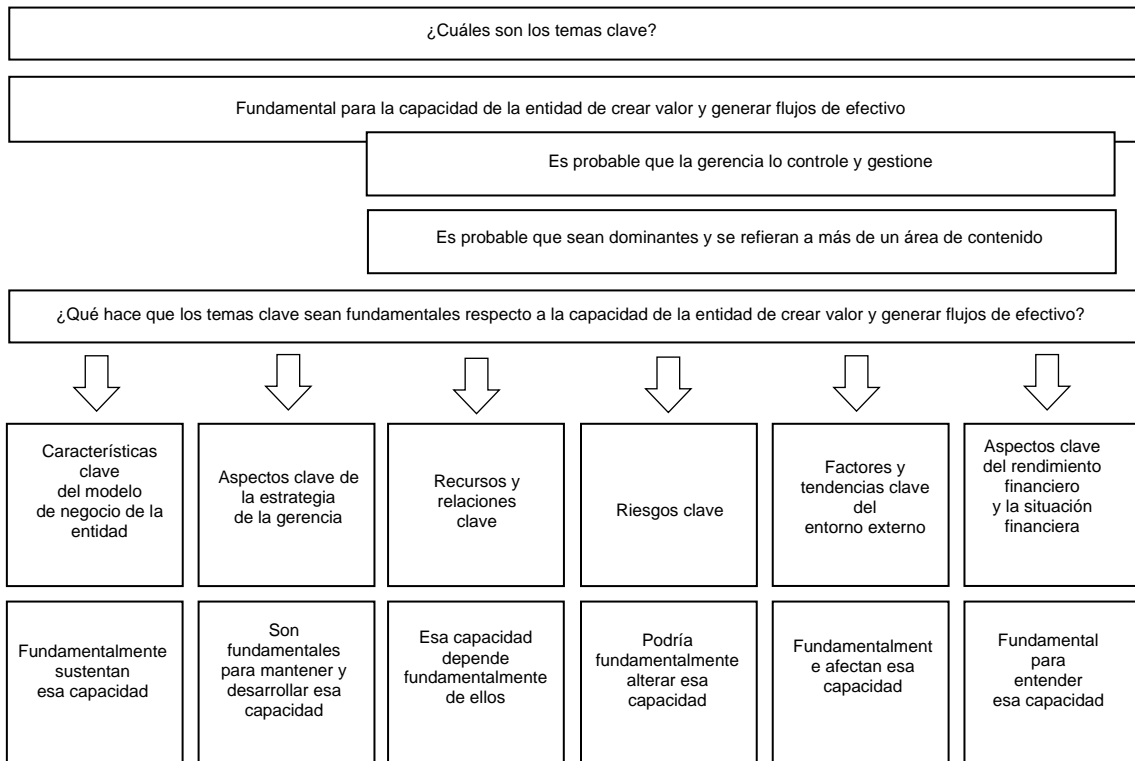 ¿Cuáles son los temas clave?
Fundamental para la capacidad de la entidad de crear valor y generar flujos de efectivo
Es probable que la gerencia lo controle y gestione
Es probable que sean dominantes y se refieran a más de un área de contenido
¿Qué hace que los temas clave sean fundamentales respecto a la capacidad de la entidad de crear valor y generar flujos de efectivo?
Características
clave
del modelo
de negocio de la
entidad
Aspectos clave de
la estrategia
de la gerencia
Recursos y
relaciones
clave
Riesgos clave
Factores y
tendencias clave
del
entorno externo
Aspectos clave
del rendimiento
financiero
y la situación
financiera
Fundamentalmente
sustentan
esa capacidad
Son
fundamentales
para mantener y
desarrollar esa
capacidad
Esa capacidad
depende
fundamentalmente
de ellos
Podría
fundamentalmente
alterar esa
capacidad
Fundamentalment
e afectan esa
capacidad
Fundamental
para
entender
esa capacidad